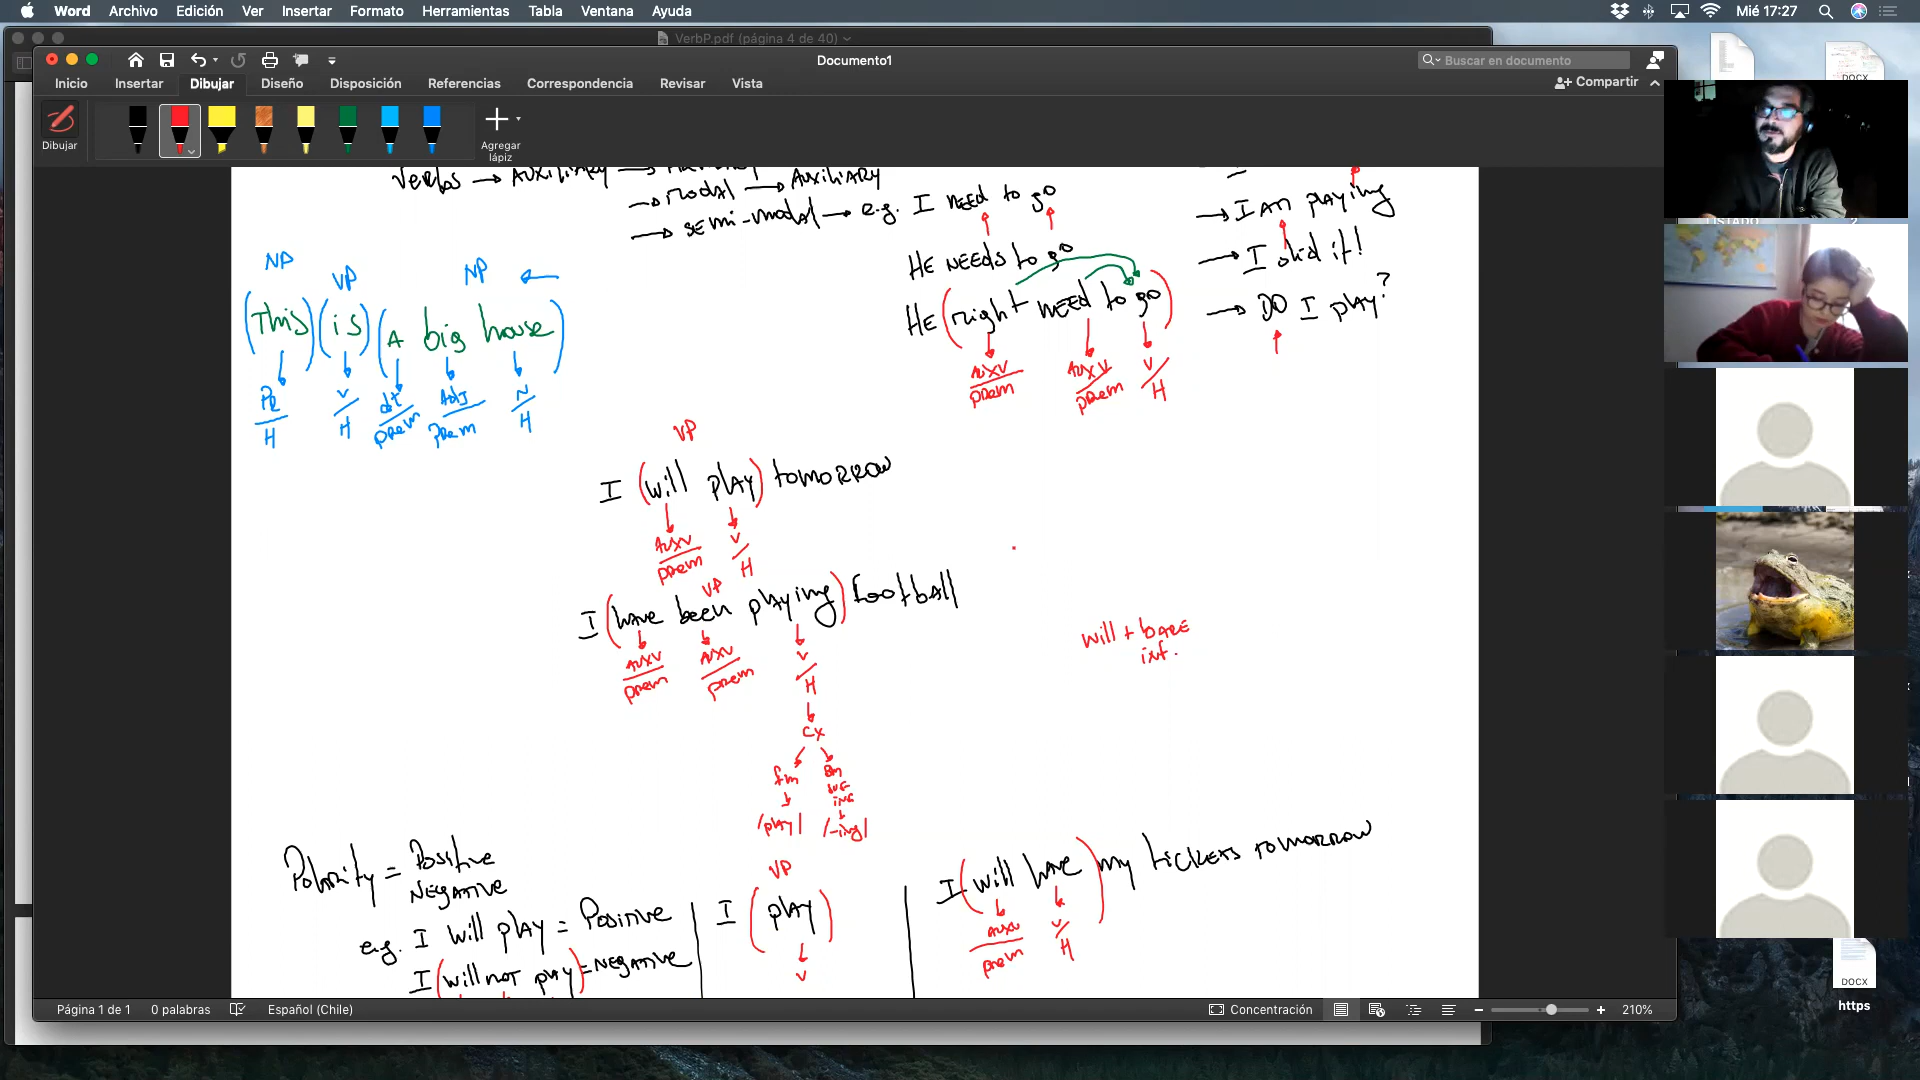 Word Archivo Edición Ver Insertar Formato Herramientas Tabla Ventana Ayuda
Mié 17:27
VerbP.pdf (página 4 de 40)
Documento1
Buscar en documento
Inicio Insertar Dibujar Diseño Disposición Referencias Correspondencia Revisar Vista
Compartir
Dibujar
Agregar lápiz
DOCX
LISTADO 2
Verbs → AUXILIARY →
→ Modal → AUXILIARY
→ semi-modal → e.g. I NEED to go
HE NEEDS to go
HE (might NEED to go)
AUXV AUXV V
prem prem H
→ I AM playing
→ I did it!
→ DO I play?
NP VP NP ←
(This) (is) (A big house)
PR V dt Adj N
H H prem prem H
VP
I (will play) tomorrow
AUXV V
prem H
VP
I (have been playing) football
AUXV AUXV V
prem prem H
CX
fm Bm
suf
/play/ /-ing/
will + bare
inf.
Polarity = Positive
NEGATIVE
e.g. I will play = Positive
I (will not play) = NEGATIVE
VP
I (play)
V
I (will have) my tickets tomorrow
AUXV V
prem H
Página 1 de 1 0 palabras Español (Chile)
Concentración 210%
DOCX
https